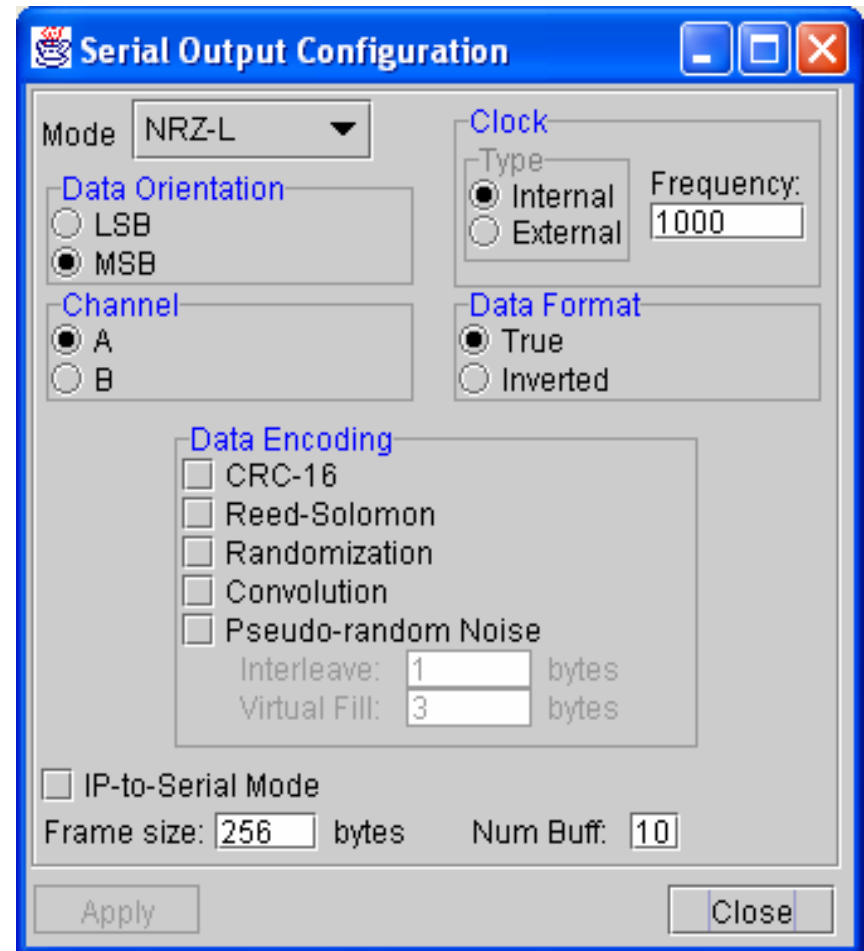 Serial Output Configuration
Mode NRZ-L
Data Orientation
LSB
MSB
Clock
Type
Internal
External
Frequency:
1000
Channel
A
B
Data Format
True
Inverted
Data Encoding
CRC-16
Reed-Solomon
Randomization
Convolution
Pseudo-random Noise
Interleave: 1 bytes
Virtual Fill: 3 bytes
IP-to-Serial Mode
Frame size: 256 bytes Num Buff: 10
Apply Close